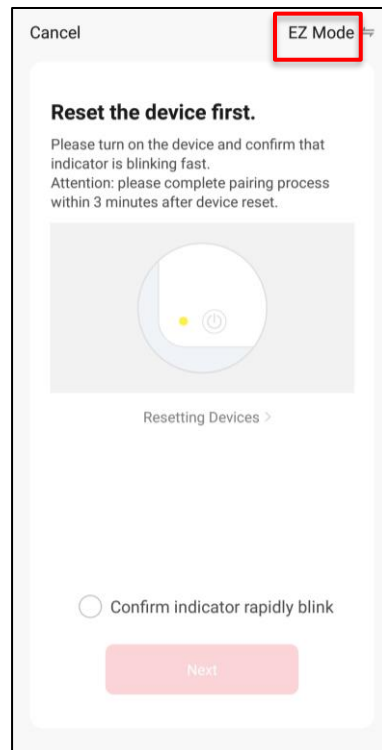 Cancel EZ Mode
Reset the device first.
Please turn on the device and confirm that
indicator is blinking fast.
Attention: please complete pairing process
within 3 minutes after device reset.
Resetting Devices >
Confirm indicator rapidly blink
Next